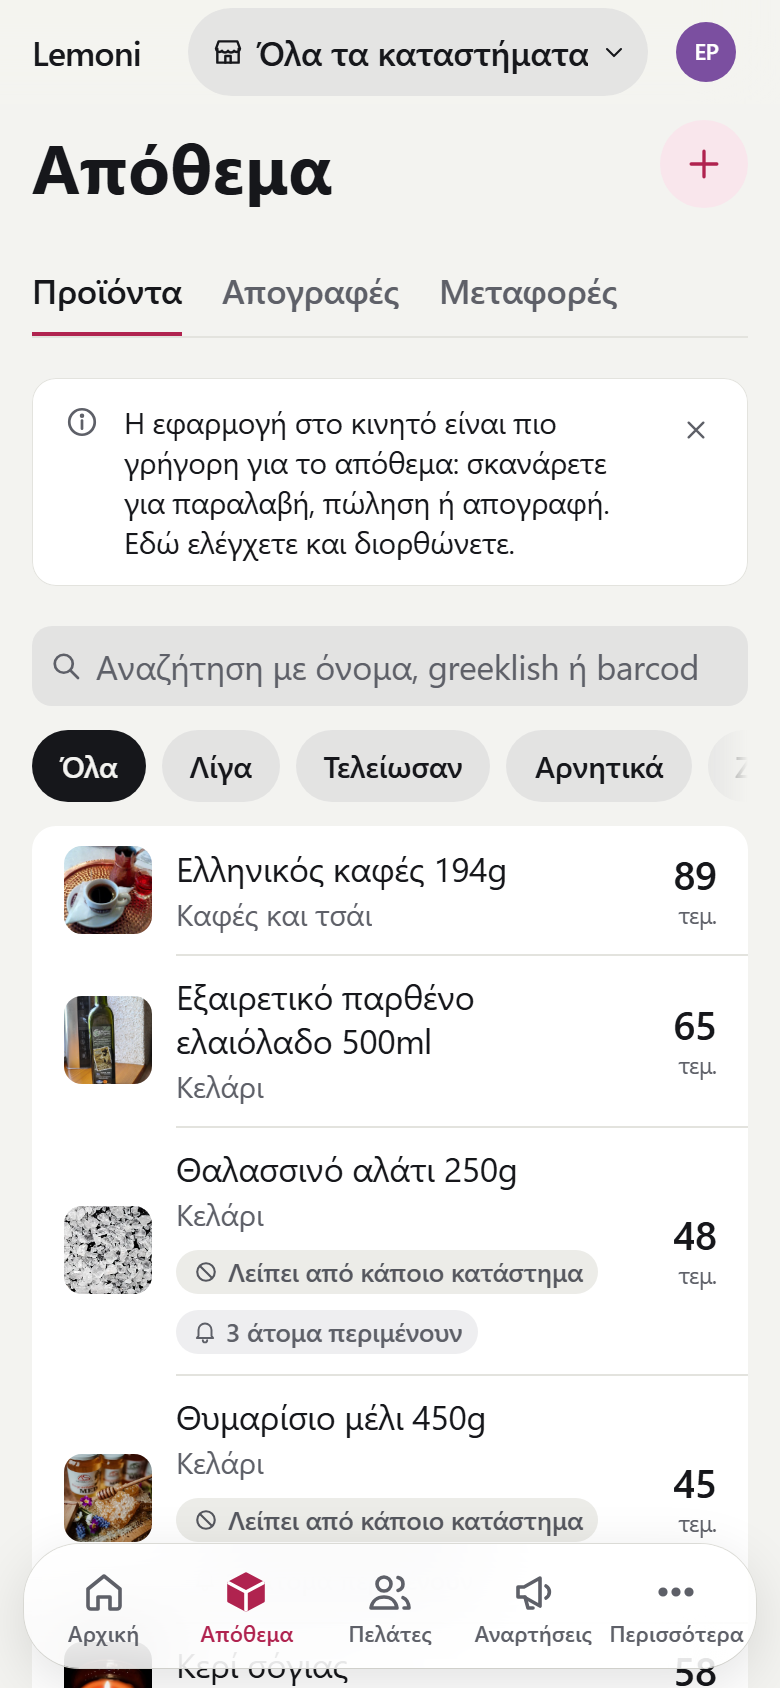 Lemoni
Όλα τα καταστήματα
EP
Απόθεμα
Προϊόντα Απογραφές Μεταφορές
Η εφαρμογή στο κινητό είναι πιο
γρήγορη για το απόθεμα: σκανάρετε
για παραλαβή, πώληση ή απογραφή.
Εδώ ελέγχετε και διορθώνετε.
Αναζήτηση με όνομα, greeklish ή barcod
Όλα Λίγα Τελείωσαν Αρνητικά
Ελληνικός καφές 194g
Καφές και τσάι
89
τεμ.
Εξαιρετικό παρθένο
ελαιόλαδο 500ml
Κελάρι
65
τεμ.
Θαλασσινό αλάτι 250g
Κελάρι
Λείπει από κάποιο κατάστημα
3 άτομα περιμένουν
48
τεμ.
Θυμαρίσιο μέλι 450g
Κελάρι
Λείπει από κάποιο κατάστημα
45
τεμ.
Κερί σόγιας
58
Αρχική Απόθεμα Πελάτες Αναρτήσεις Περισσότερα